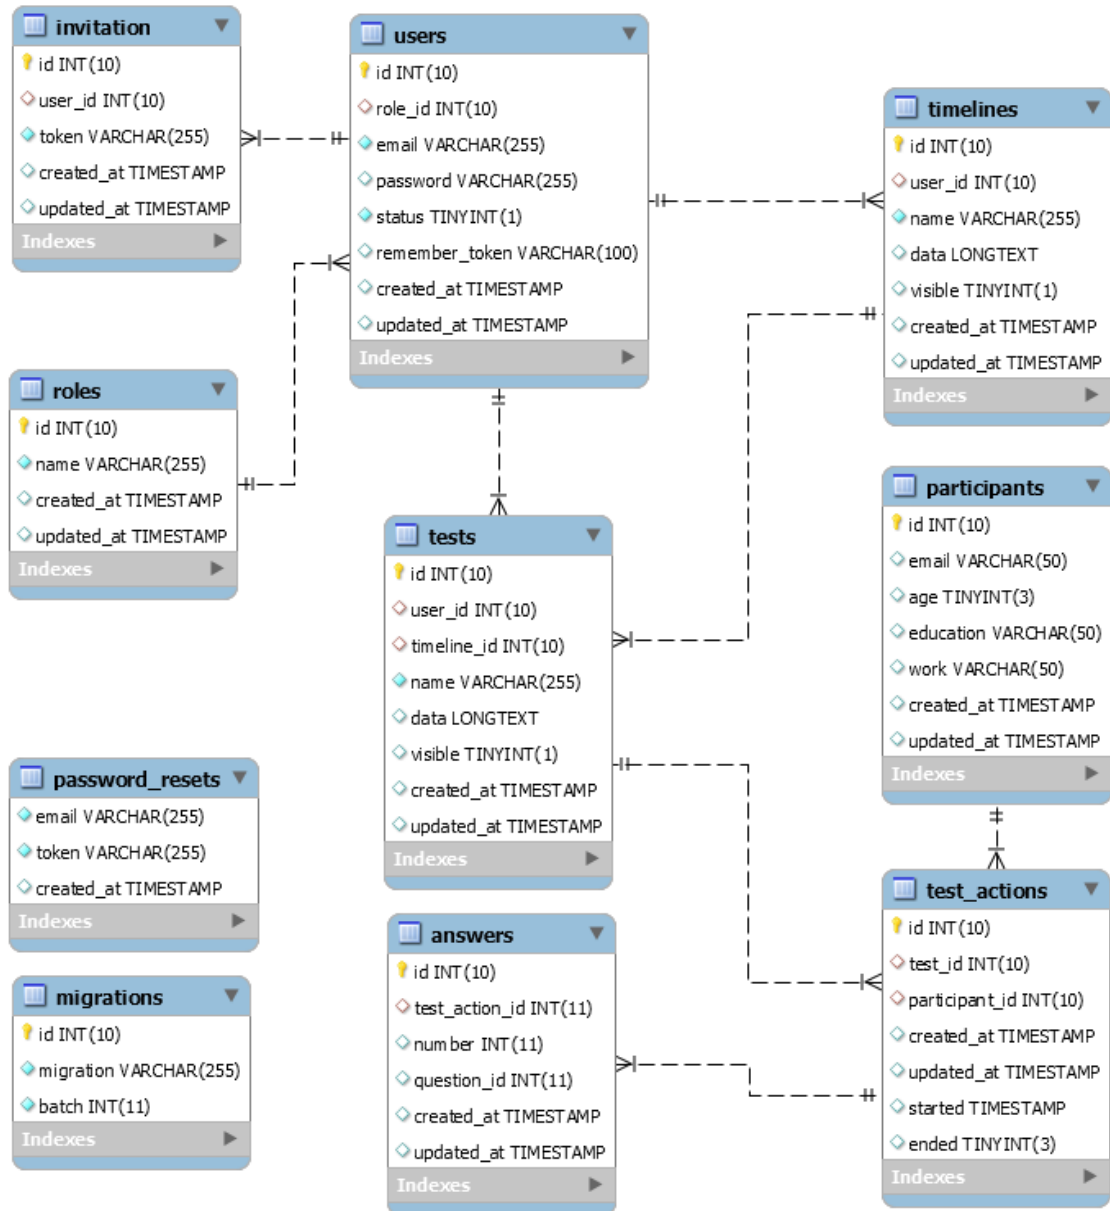 invitation
id INT(10)
user_id INT(10)
token VARCHAR(255)
created_at TIMESTAMP
updated_at TIMESTAMP
Indexes
users
id INT(10)
role_id INT(10)
email VARCHAR(255)
password VARCHAR(255)
status TINYINT(1)
remember_token VARCHAR(100)
created_at TIMESTAMP
updated_at TIMESTAMP
Indexes
timelines
id INT(10)
user_id INT(10)
name VARCHAR(255)
data LONGTEXT
visible TINYINT(1)
created_at TIMESTAMP
updated_at TIMESTAMP
Indexes
roles
id INT(10)
name VARCHAR(255)
created_at TIMESTAMP
updated_at TIMESTAMP
Indexes
tests
id INT(10)
user_id INT(10)
timeline_id INT(10)
name VARCHAR(255)
data LONGTEXT
visible TINYINT(1)
created_at TIMESTAMP
updated_at TIMESTAMP
Indexes
participants
id INT(10)
email VARCHAR(50)
age TINYINT(3)
education VARCHAR(50)
work VARCHAR(50)
created_at TIMESTAMP
updated_at TIMESTAMP
Indexes
password_resets
email VARCHAR(255)
token VARCHAR(255)
created_at TIMESTAMP
Indexes
migrations
id INT(10)
migration VARCHAR(255)
batch INT(11)
Indexes
answers
id INT(10)
test_action_id INT(11)
number INT(11)
question_id INT(11)
created_at TIMESTAMP
updated_at TIMESTAMP
Indexes
test_actions
id INT(10)
test_id INT(10)
participant_id INT(10)
created_at TIMESTAMP
updated_at TIMESTAMP
started TIMESTAMP
ended TINYINT(3)
Indexes